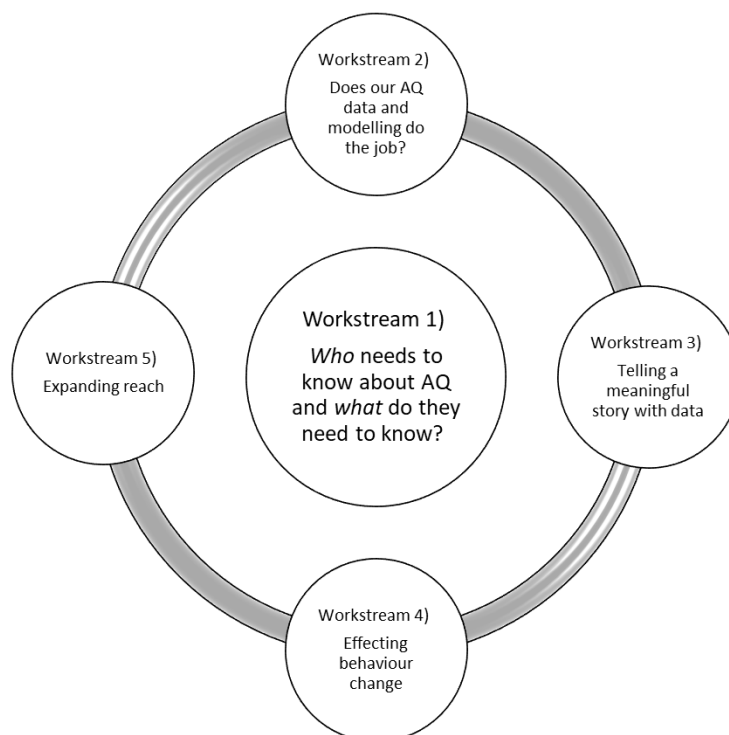 Workstream 2)
Does our AQ
data and
modelling do
the job?
Workstream 1)
Who needs to
know about AQ
and what do they
need to know?
Workstream 3)
Telling a
meaningful
story with data
Workstream 5)
Expanding reach
Workstream 4)
Effecting
behaviour
change